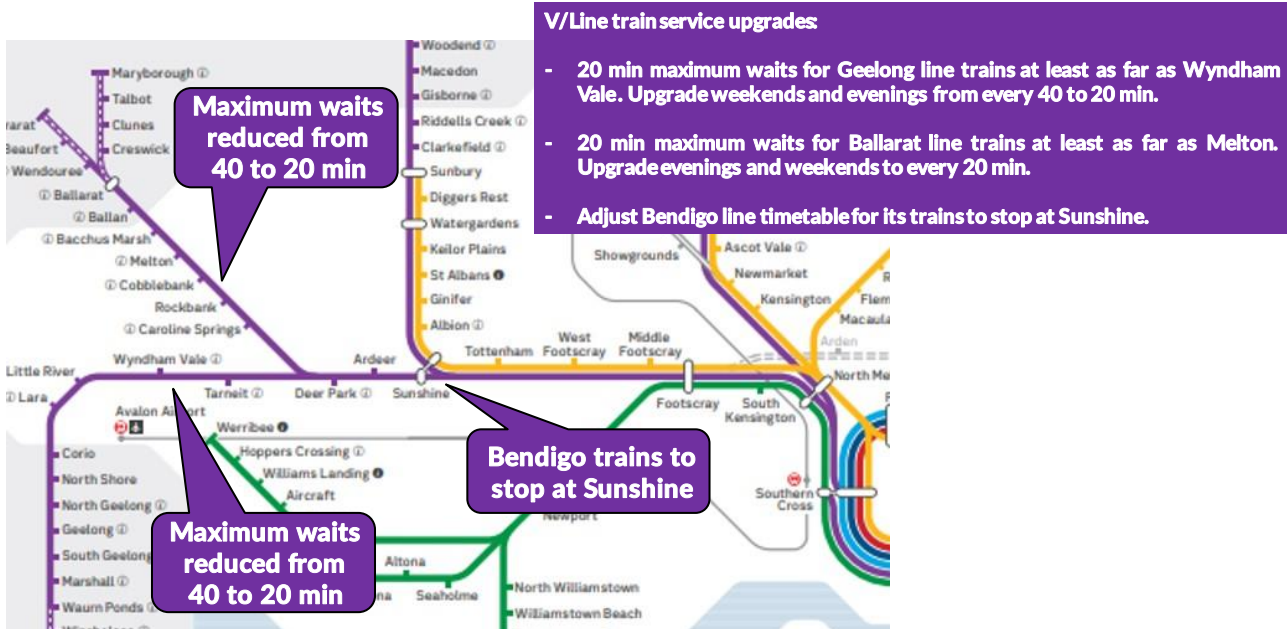 V/Line train service upgrades:
- 20 min maximum waits for Geelong line trains at least as far as Wyndham
Vale. Upgrade weekends and evenings from every 40 to 20 min.
- 20 min maximum waits for Ballarat line trains at least as far as Melton.
Upgrade evenings and weekends to every 20 min.
- Adjust Bendigo line timetable for its trains to stop at Sunshine.
Maximum waits
reduced from
40 to 20 min
Maryborough
Talbot
Clunes
Creswick
varat
Beaufort
Wendouree
Ballarat
Ballan
Bacchus Marsh
Melton
Cobblebank
Rockbank
Caroline Springs
Woodend
Macedon
Gisborne
Riddells Creek
Clarkefield
Sunbury
Diggers Rest
Watergardens
Keilor Plains
St Albans
Ginifer
Albion
Showgrounds
Ascot Vale
Newmarket
Kensington
Flem
Macaula
Arden
North Me
Tottenham
West
Footscray
Middle
Footscray
Wyndham Vale
Ardeer
Little River
Lara
Tarneit
Deer Park
Sunshine
Footscray
South
Kensington
Avalon Airport
Werribee
Hoppers Crossing
Williams Landing
Aircraft
Corio
North Shore
North Geelong
Geelong
South Geelong
Marshall
Waurn Ponds
Bendigo trains to
stop at Sunshine
Southern
Cross
Newport
Maximum waits
reduced from
40 to 20 min
Altona
na
Seaholme
North Williamstown
Williamstown Beach